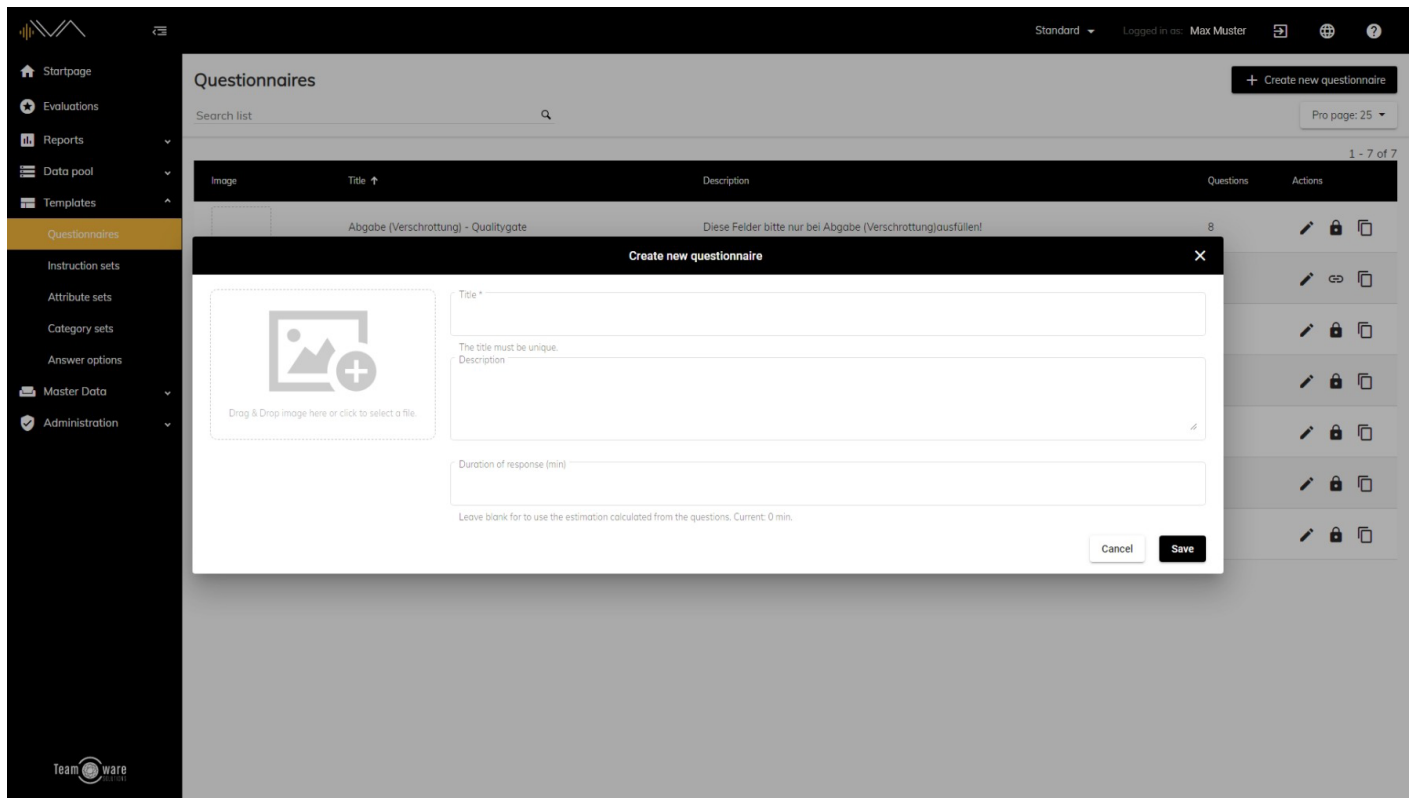 Standard Logged in as: Max Muster
Startpage
Evaluations
Reports
Data pool
Templates
Questionnaires
Instruction sets
Attribute sets
Category sets
Answer options
Master Data
Administration
Team ware
SOLUTIONS
Questionnaires
+ Create new questionnaire
Search list
Pro page: 25
1 - 7 of 7
Image Title ↑ Description Questions Actions
Abgabe (Verschrottung) - Qualitygate Diese Felder bitte nur bei Abgabe (Verschrottung)ausfüllen! 8
Create new questionnaire
Drag & Drop image here or click to select a file.
Title *
The title must be unique.
Description
Duration of response (min)
Leave blank for to use the estimation calculated from the questions. Current: 0 min.
Cancel Save